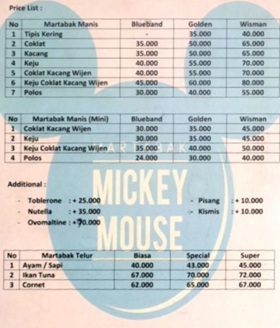 Price List :
No Martabak Manis Blueband Golden Wisman
1 Tipis Kering - 35.000 40.000
2 Coklat 35.000 50.000 65.000
3 Kacang 35.000 50.000 65.000
4 Keju 40.000 55.000 70.000
5 Coklat Kacang Wijen 40.000 55.000 70.000
6 Keju Coklat Kacang Wijen 45.000 60.000 80.000
7 Polos 30.000 35.000 40.000
No Martabak Manis (Mini) Blueband Golden Wisman
1 Coklat Kacang Wijen 30.000 35.000 45.000
2 Keju 30.000 35.000 45.000
3 Keju Coklat Kacang Wijen 35.000 40.000 50.000
4 Polos 24.000 30.000 40.000
MARTABAK
Additional :
- Toblerone : + 25.000 - Pisang : + 10.000
- Nutella : + 35.000 - Kismis : + 10.000
- Ovomaltine : +
MICKEY
MOUSE
No Martabak Telur Biasa Special Super
1 Ayam / Sapi 40.000 43.000 45.000
2 Ikan Tuna 67.000 70.000 72.000
3 Cornet 62.000 65.000 67.000